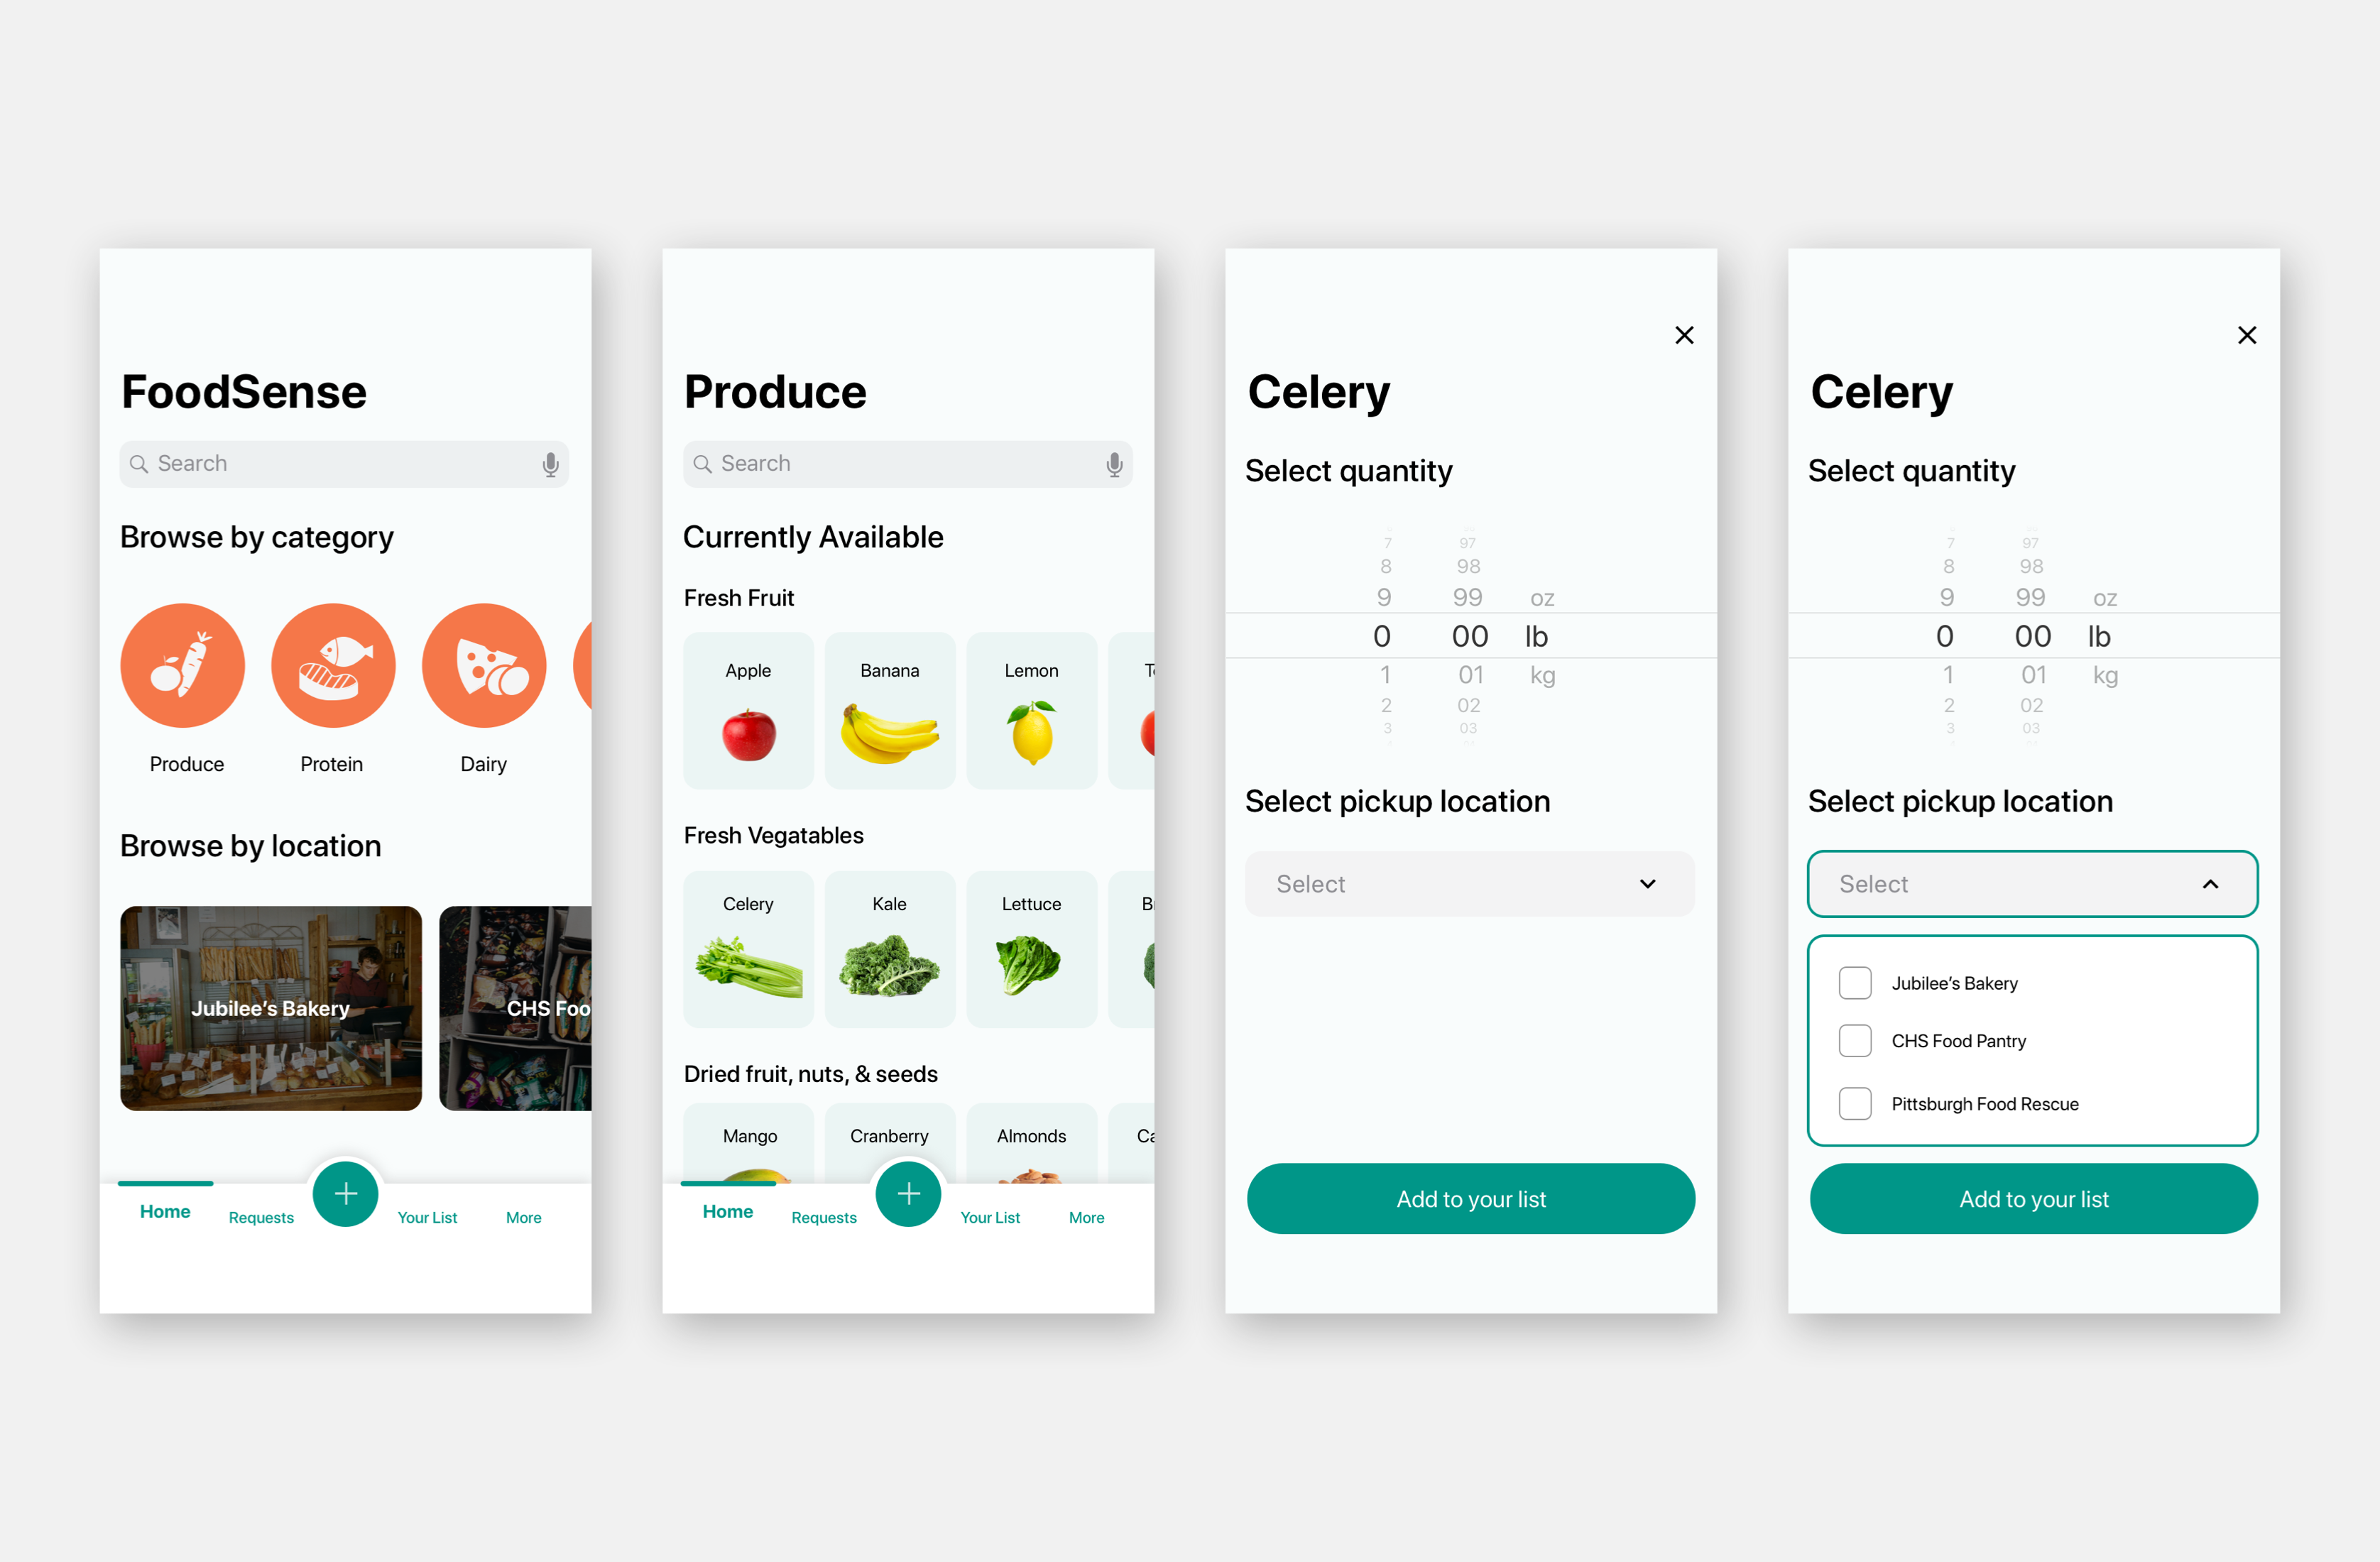 FoodSense
Search
Browse by category
Produce Protein Dairy
Browse by location
Jubilee's Bakery CHS Foo
Home Requests Your List More
Produce
Search
Currently Available
Fresh Fruit
Apple Banana Lemon
Fresh Vegatables
Celery Kale Lettuce
Dried fruit, nuts, & seeds
Mango Cranberry Almonds
Home Requests Your List More
Celery
Select quantity
7 97
8 98
9 99 oz
0 00 lb
1 01 kg
2 02
3 03
Select pickup location
Select
Add to your list
Celery
Select quantity
7 97
8 98
9 99 oz
0 00 lb
1 01 kg
2 02
3 03
Select pickup location
Select
Jubilee's Bakery
CHS Food Pantry
Pittsburgh Food Rescue
Add to your list